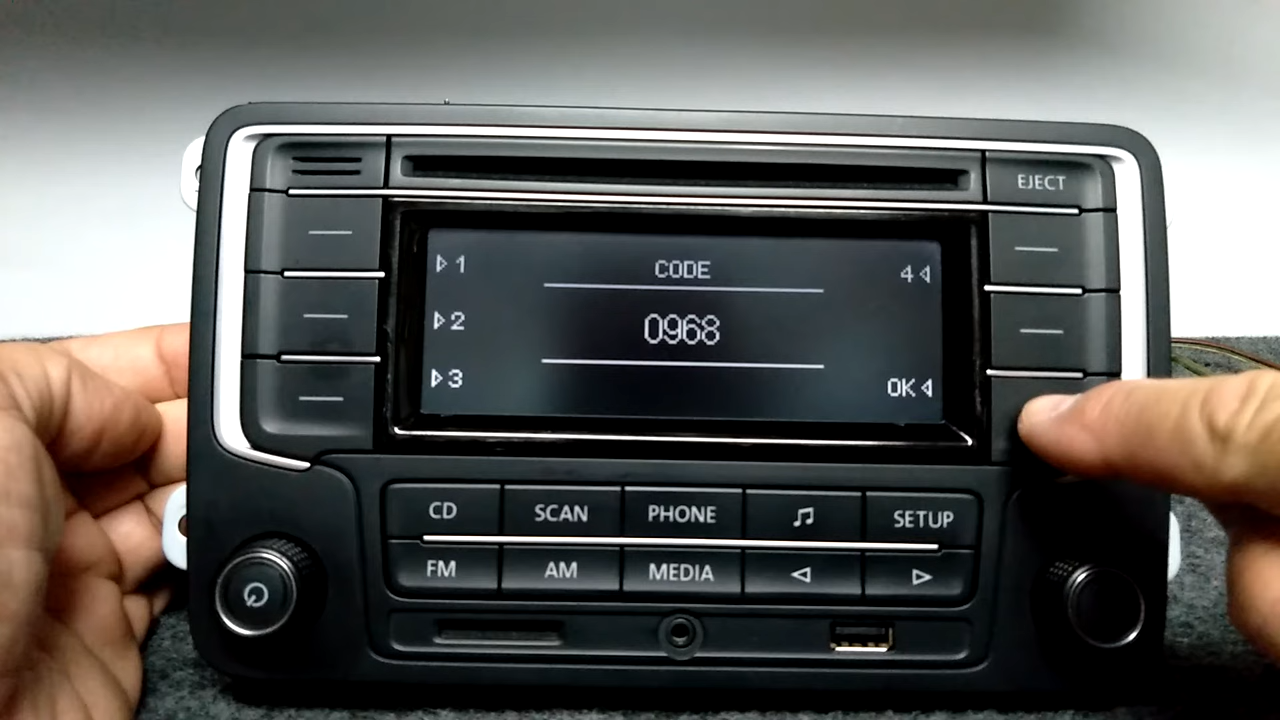 EJECT
▷ 1
CODE
4 ◁
▷ 2
0968
▷ 3
OK ◁
CD
SCAN
PHONE
SETUP
FM
AM
MEDIA